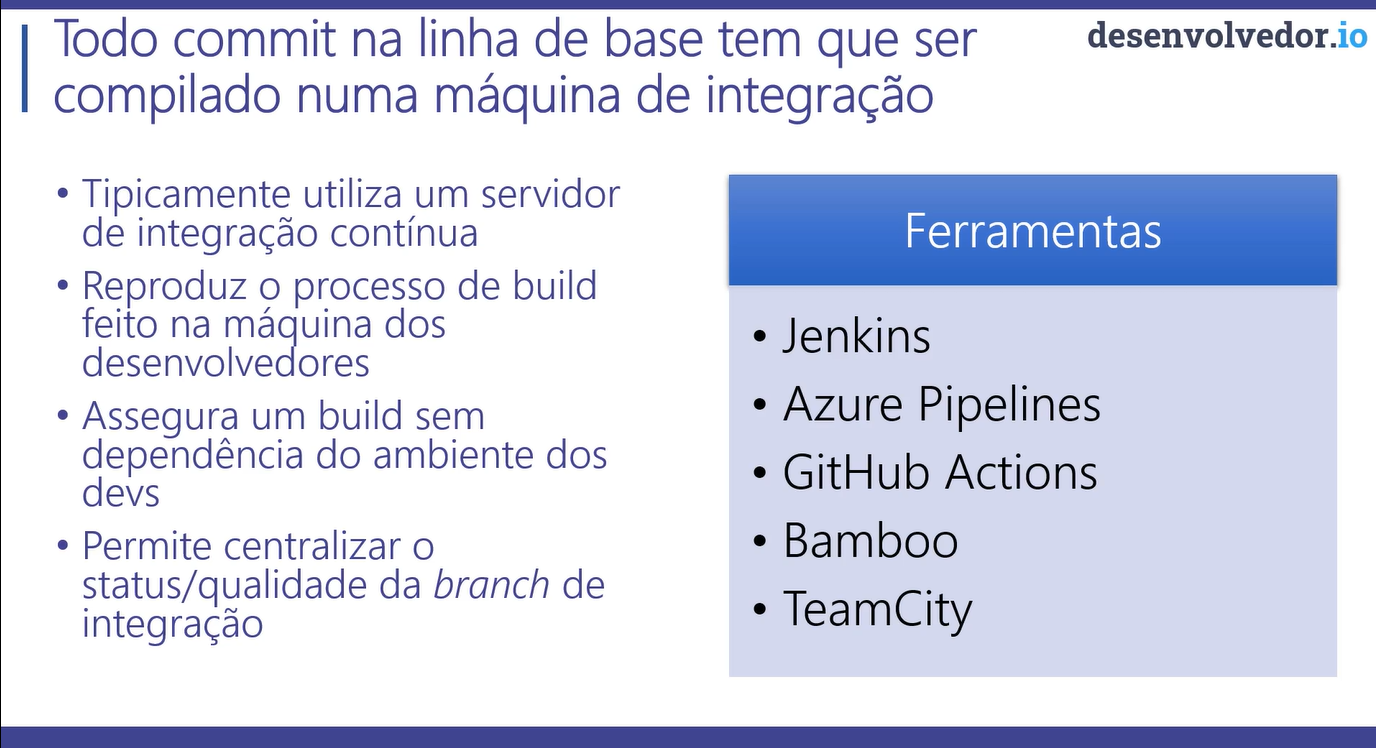 Todo commit na linha de base tem que ser
compilado numa máquina de integração
desenvolvedor.io
• Tipicamente utiliza um servidor
de integração contínua
• Reproduz o processo de build
feito na máquina dos
desenvolvedores
• Assegura um build sem
dependência do ambiente dos
devs
• Permite centralizar o
status/qualidade da branch de
integração
Ferramentas
• Jenkins
• Azure Pipelines
• GitHub Actions
• Bamboo
• TeamCity